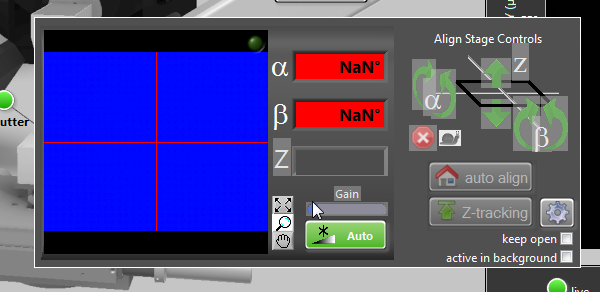 Align Stage Controls
α
NaN°
β
NaN°
Z
Z
α
β
Gain
auto align
Z-tracking
Auto
keep open
active in background
utter
live